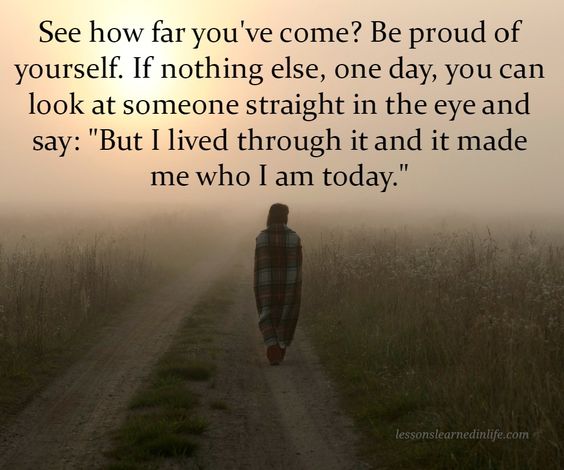 See how far you've come? Be proud of
yourself. If nothing else, one day, you can
look at someone straight in the eye and
say: "But I lived through it and it made
me who I am today."
lessonslearnedinlife.com